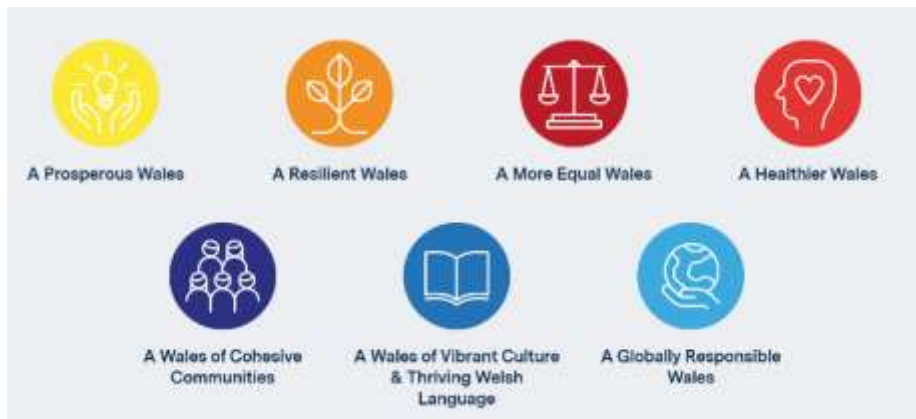 A Prosperous Wales
A Resilient Wales
A More Equal Wales
A Healthier Wales
A Wales of Cohesive
Communities
A Wales of Vibrant Culture
& Thriving Welsh
Language
A Globally Responsible
Wales